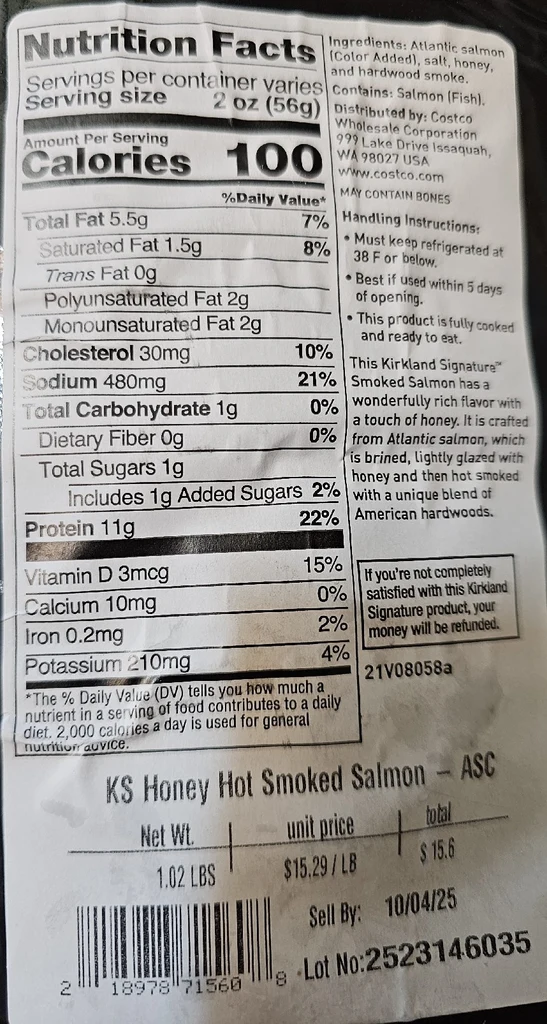 Nutrition Facts
Servings per container varies
Serving size 2 oz (56g)
Amount Per Serving
Calories 100
%Daily Value*
Total Fat 5.5g 7%
Saturated Fat 1.5g 8%
Trans Fat 0g
Polyunsaturated Fat 2g
Monounsaturated Fat 2g
Cholesterol 30mg 10%
Sodium 480mg 21%
Total Carbohydrate 1g 0%
Dietary Fiber 0g 0%
Total Sugars 1g
Includes 1g Added Sugars 2%
Protein 11g 22%
Vitamin D 3mcg 15%
Calcium 10mg 0%
Iron 0.2mg 2%
Potassium 210mg 4%
*The % Daily Value (DV) tells you how much a
nutrient in a serving of food contributes to a daily
diet. 2,000 calories a day is used for general
nutrition advice.
Ingredients: Atlantic salmon
(Color Added), salt, honey,
and hardwood smoke.
Contains: Salmon (Fish).
Distributed by: Costco
Wholesale Corporation
999 Lake Drive Issaquah,
WA 98027 USA
www.costco.com
MAY CONTAIN BONES
Handling Instructions:
• Must keep refrigerated at
38 F or below.
• Best if used within 5 days
of opening.
• This product is fully cooked
and ready to eat.
This Kirkland Signature™
Smoked Salmon has a
wonderfully rich flavor with
a touch of honey. It is crafted
from Atlantic salmon, which
is brined, lightly glazed with
honey and then hot smoked
with a unique blend of
American hardwoods.
If you're not completely
satisfied with this Kirkland
Signature product, your
money will be refunded.
21V08058a
KS Honey Hot Smoked Salmon – ASC
Net Wt. unit price total
1.02 LBS $15.29 / LB $ 15.6
Sell By: 10/04/25
Lot No:2523146035
2 18978 71560 8